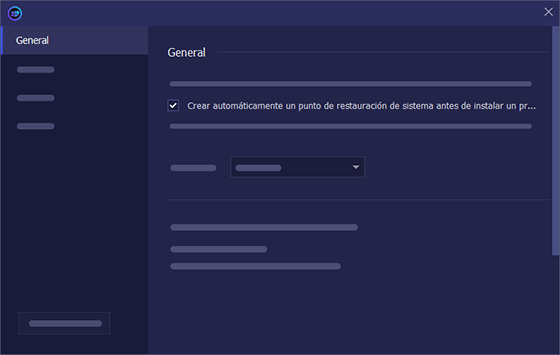 General
General
Crear automáticamente un punto de restauración de sistema antes de instalar un pr...